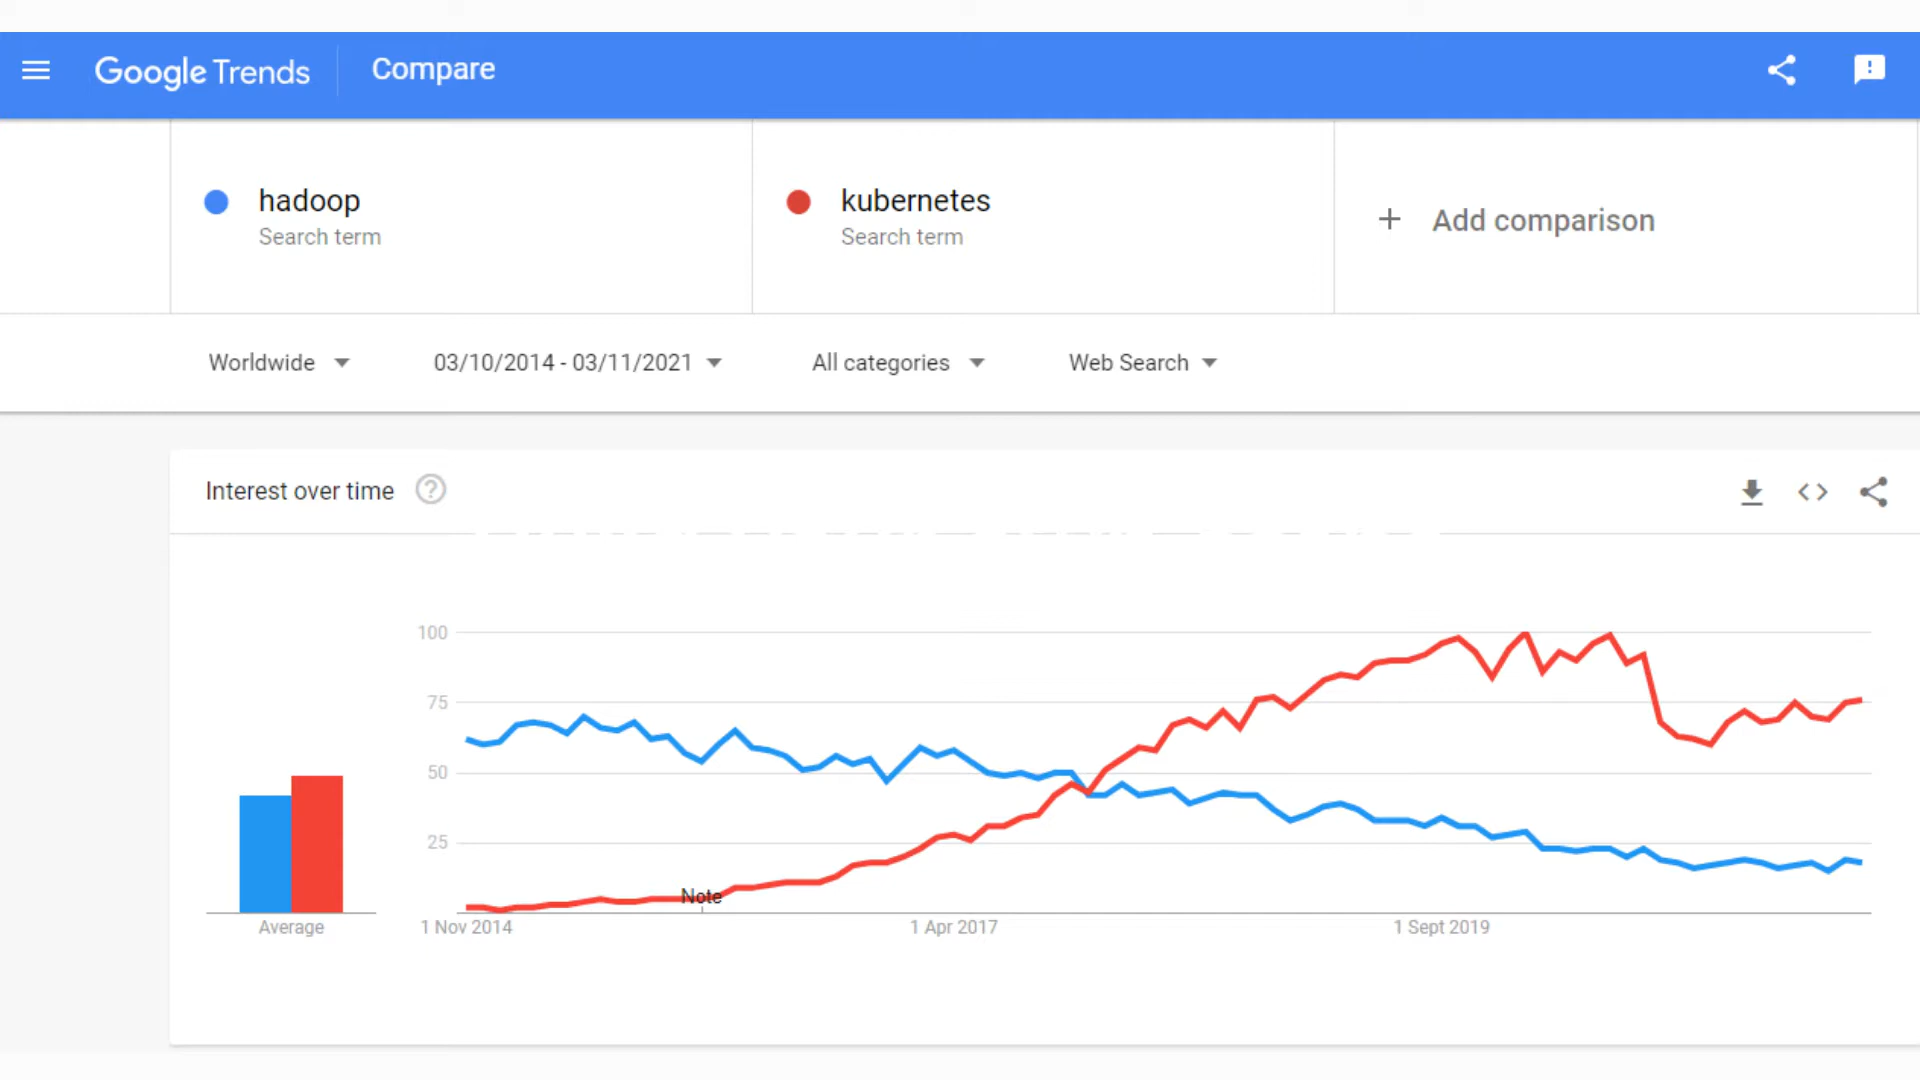 Google Trends Compare
hadoop
Search term
kubernetes
Search term
+ Add comparison
Worldwide 03/10/2014 - 03/11/2021 All categories Web Search
Interest over time ?
100
75
50
25
Note
Average
1 Nov 2014 1 Apr 2017 1 Sept 2019